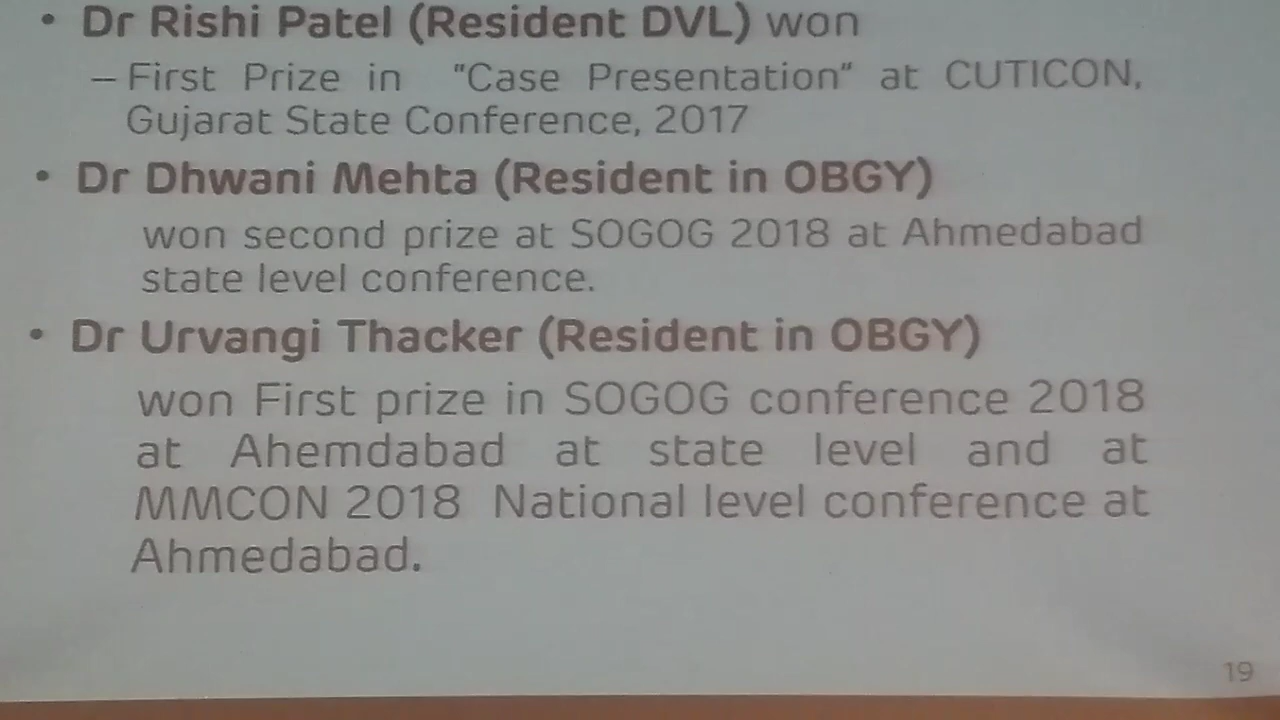 • Dr Rishi Patel (Resident DVL) won
– First Prize in "Case Presentation" at CUTICON,
Gujarat State Conference, 2017
• Dr Dhwani Mehta (Resident in OBGY)
won second prize at SOGOG 2018 at Ahmedabad
state level conference.
• Dr Urvangi Thacker (Resident in OBGY)
won First prize in SOGOG conference 2018
at Ahemdabad at state level and at
MMCON 2018 National level conference at
Ahmedabad.
19